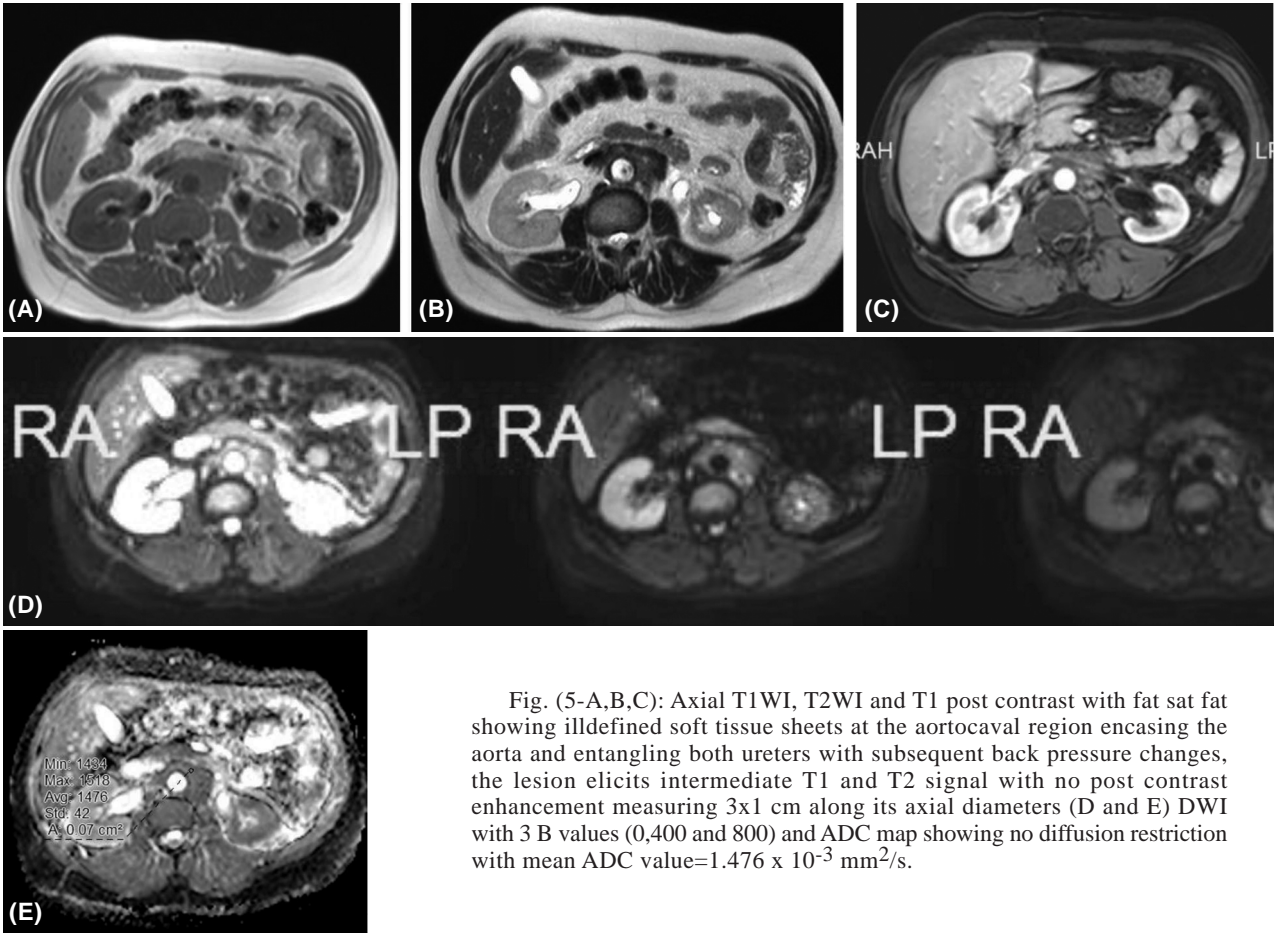 (A)
(B)
RAH
LP
(C)
RA
LP RA
LP RA
(D)
Min: 1434
Max: 1518
Avg: 1476
Std. 42
A: 0.07 cm²
(E)
Fig. (5-A,B,C): Axial T1WI, T2WI and T1 post contrast with fat sat fat
showing illdefined soft tissue sheets at the aortocaval region encasing the
aorta and entangling both ureters with subsequent back pressure changes,
the lesion elicits intermediate T1 and T2 signal with no post contrast
enhancement measuring 3x1 cm along its axial diameters (D and E) DWI
with 3 B values (0,400 and 800) and ADC map showing no diffusion restriction
with mean ADC value=1.476 x 10⁻³ mm²/s.